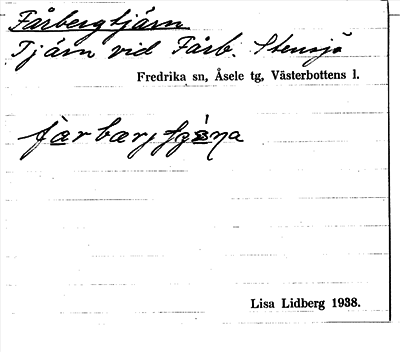 Fårbergtjärn
Tjärn vid Fårb. Stensjö
Fredrika sn, Åsele tg, Västerbottens l.
Lisa Lidberg 1938.